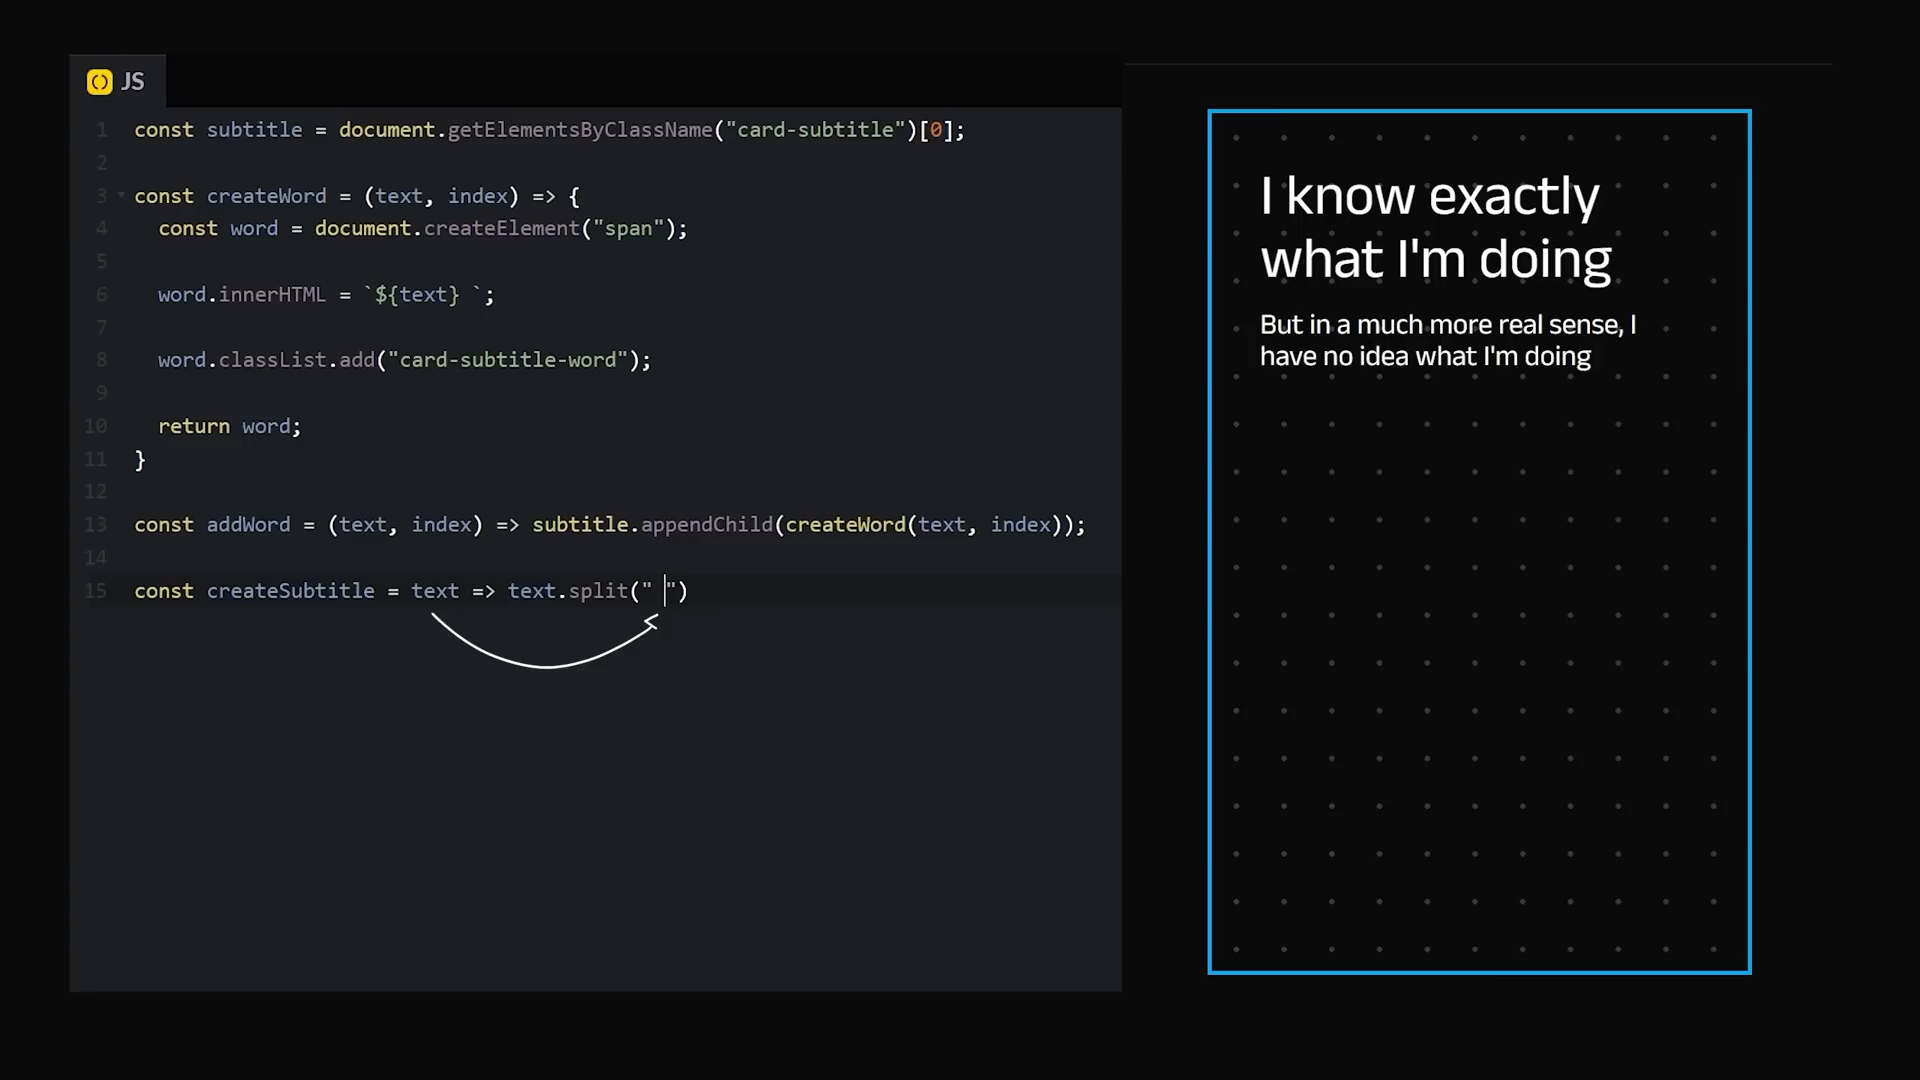 JS
1 const subtitle = document.getElementsByClassName("card-subtitle")[0];
2
3 const createWord = (text, index) => {
4 const word = document.createElement("span");
5
6 word.innerHTML = `${text} `;
7
8 word.classList.add("card-subtitle-word");
9
10 return word;
11 }
12
13 const addWord = (text, index) => subtitle.appendChild(createWord(text, index));
14
15 const createSubtitle = text => text.split(" ")
I know exactly
what I'm doing
But in a much more real sense, I
have no idea what I'm doing